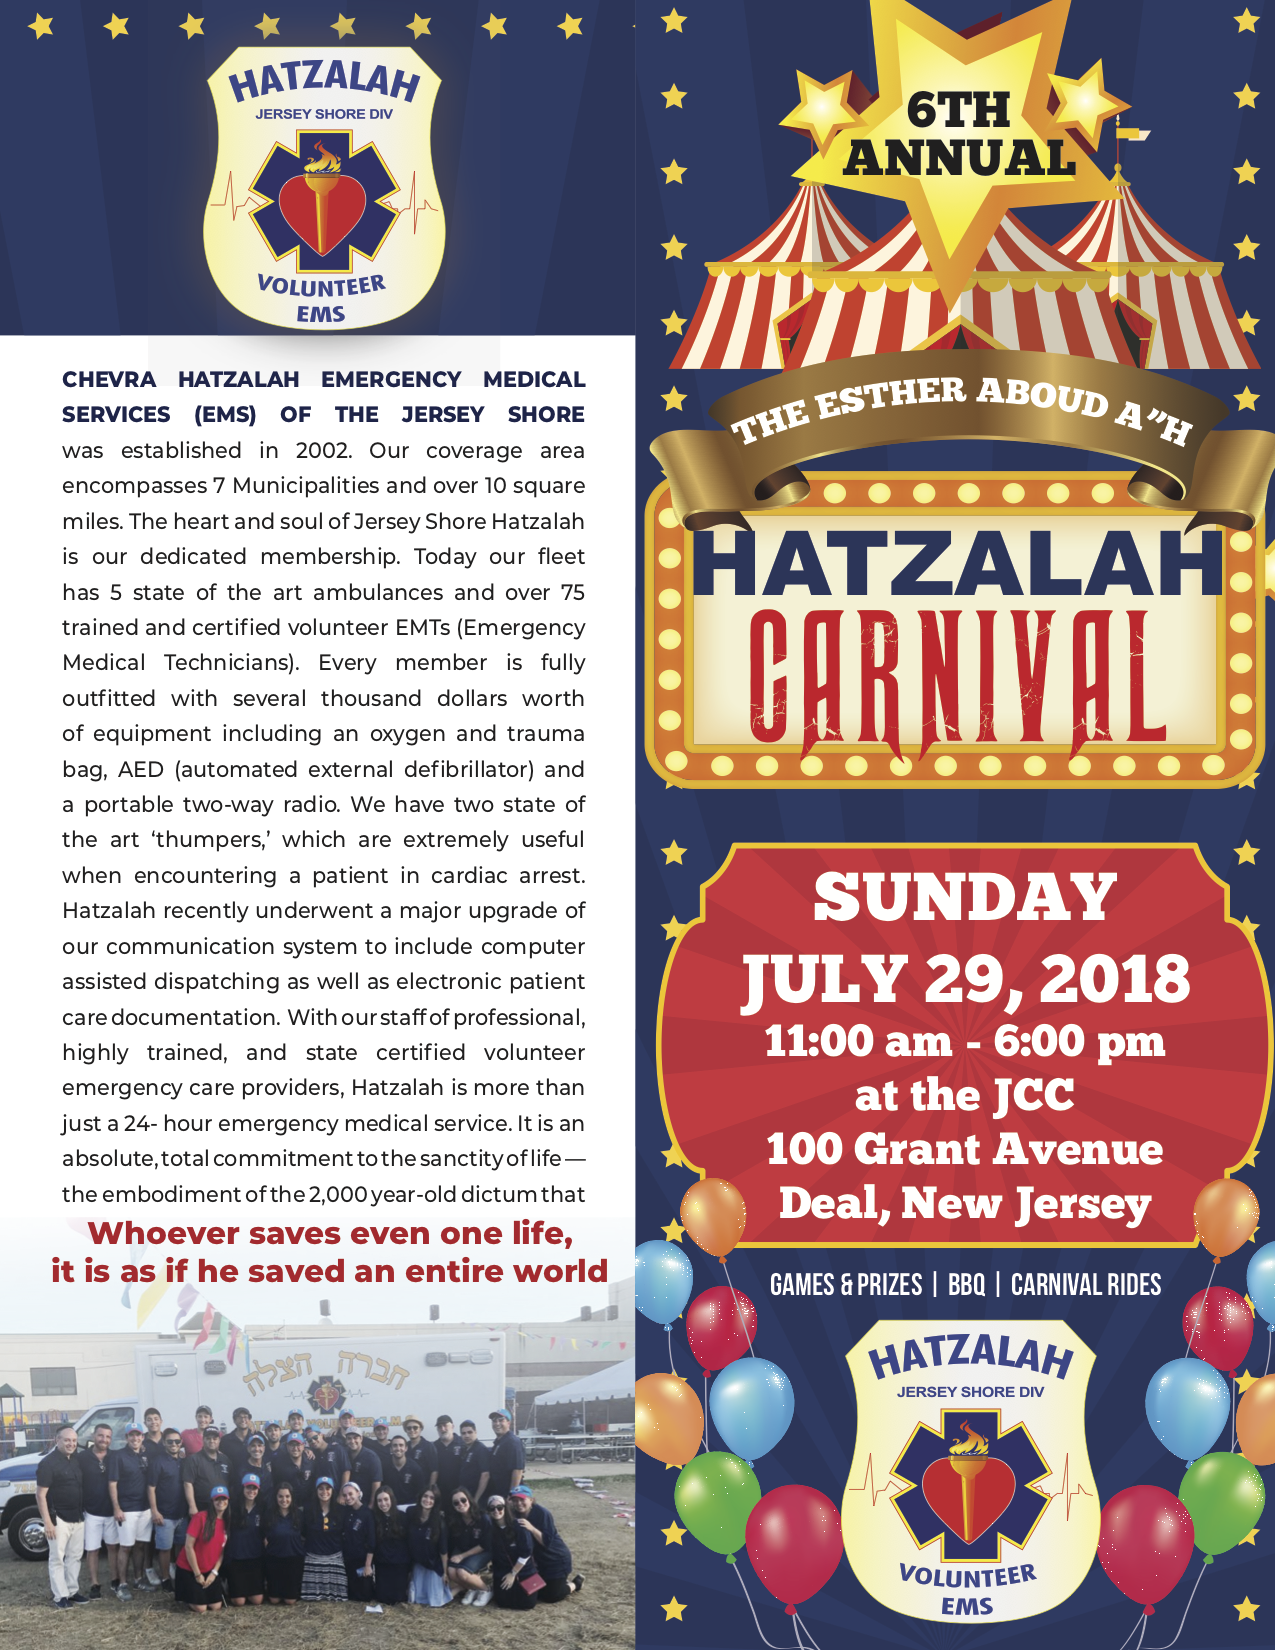 HATZALAH
JERSEY SHORE DIV
VOLUNTEER
EMS
CHEVRA HATZALAH EMERGENCY MEDICAL
SERVICES (EMS) OF THE JERSEY SHORE
was established in 2002. Our coverage area
encompasses 7 Municipalities and over 10 square
miles. The heart and soul of Jersey Shore Hatzalah
is our dedicated membership. Today our fleet
has 5 state of the art ambulances and over 75
trained and certified volunteer EMTs (Emergency
Medical Technicians). Every member is fully
outfitted with several thousand dollars worth
of equipment including an oxygen and trauma
bag, AED (automated external defibrillator) and
a portable two-way radio. We have two state of
the art ‘thumpers,’ which are extremely useful
when encountering a patient in cardiac arrest.
Hatzalah recently underwent a major upgrade of
our communication system to include computer
assisted dispatching as well as electronic patient
care documentation. With our staff of professional,
highly trained, and state certified volunteer
emergency care providers, Hatzalah is more than
just a 24- hour emergency medical service. It is an
absolute, total commitment to the sanctity of life —
the embodiment of the 2,000 year-old dictum that
Whoever saves even one life,
it is as if he saved an entire world
חברה הצלה
6TH
ANNUAL
THE ESTHER ABOUD A”H
HATZALAH
CARNIVAL
SUNDAY
JULY 29, 2018
11:00 am - 6:00 pm
at the JCC
100 Grant Avenue
Deal, New Jersey
GAMES & PRIZES | BBQ | CARNIVAL RIDES
HATZALAH
JERSEY SHORE DIV
VOLUNTEER
EMS